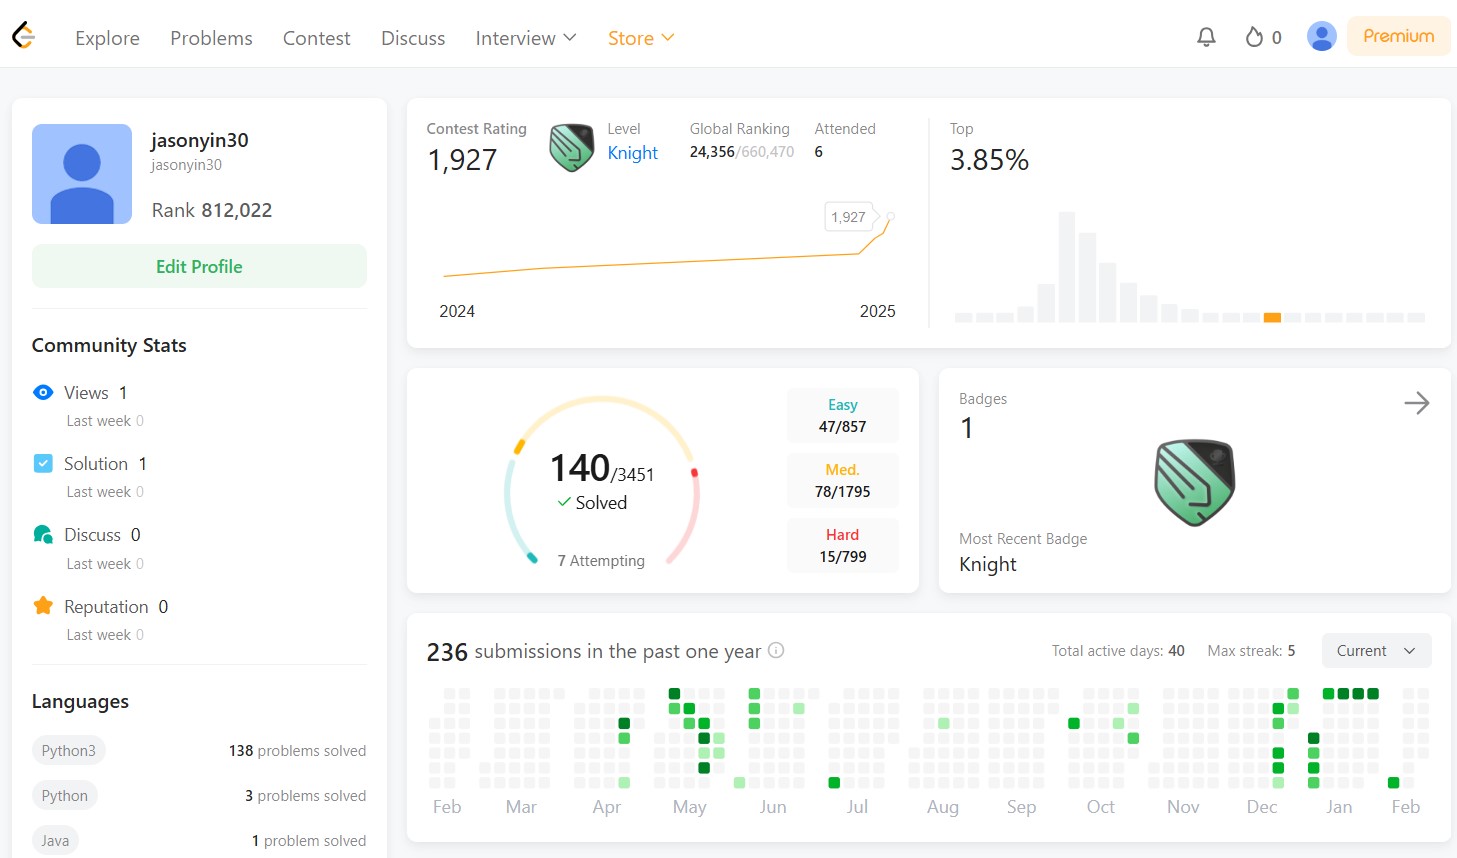 Explore Problems Contest Discuss Interview Store 0 Premium
jasonyin30
jasonyin30
Rank 812,022
Edit Profile
Community Stats
Views 1
Last week 0
Solution 1
Last week 0
Discuss 0
Last week 0
Reputation 0
Last week 0
Languages
Python3 138 problems solved
Python 3 problems solved
Java 1 problem solved
Contest Rating
1,927
Level
Knight
Global Ranking
24,356/660,470
Attended
6
1,927
2024 2025
Top
3.85%
140/3451
Solved
7 Attempting
Easy
47/857
Med.
78/1795
Hard
15/799
Badges
1
Most Recent Badge
Knight
236 submissions in the past one year Total active days: 40 Max streak: 5 Current
Feb Mar Apr May Jun Jul Aug Sep Oct Nov Dec Jan Feb